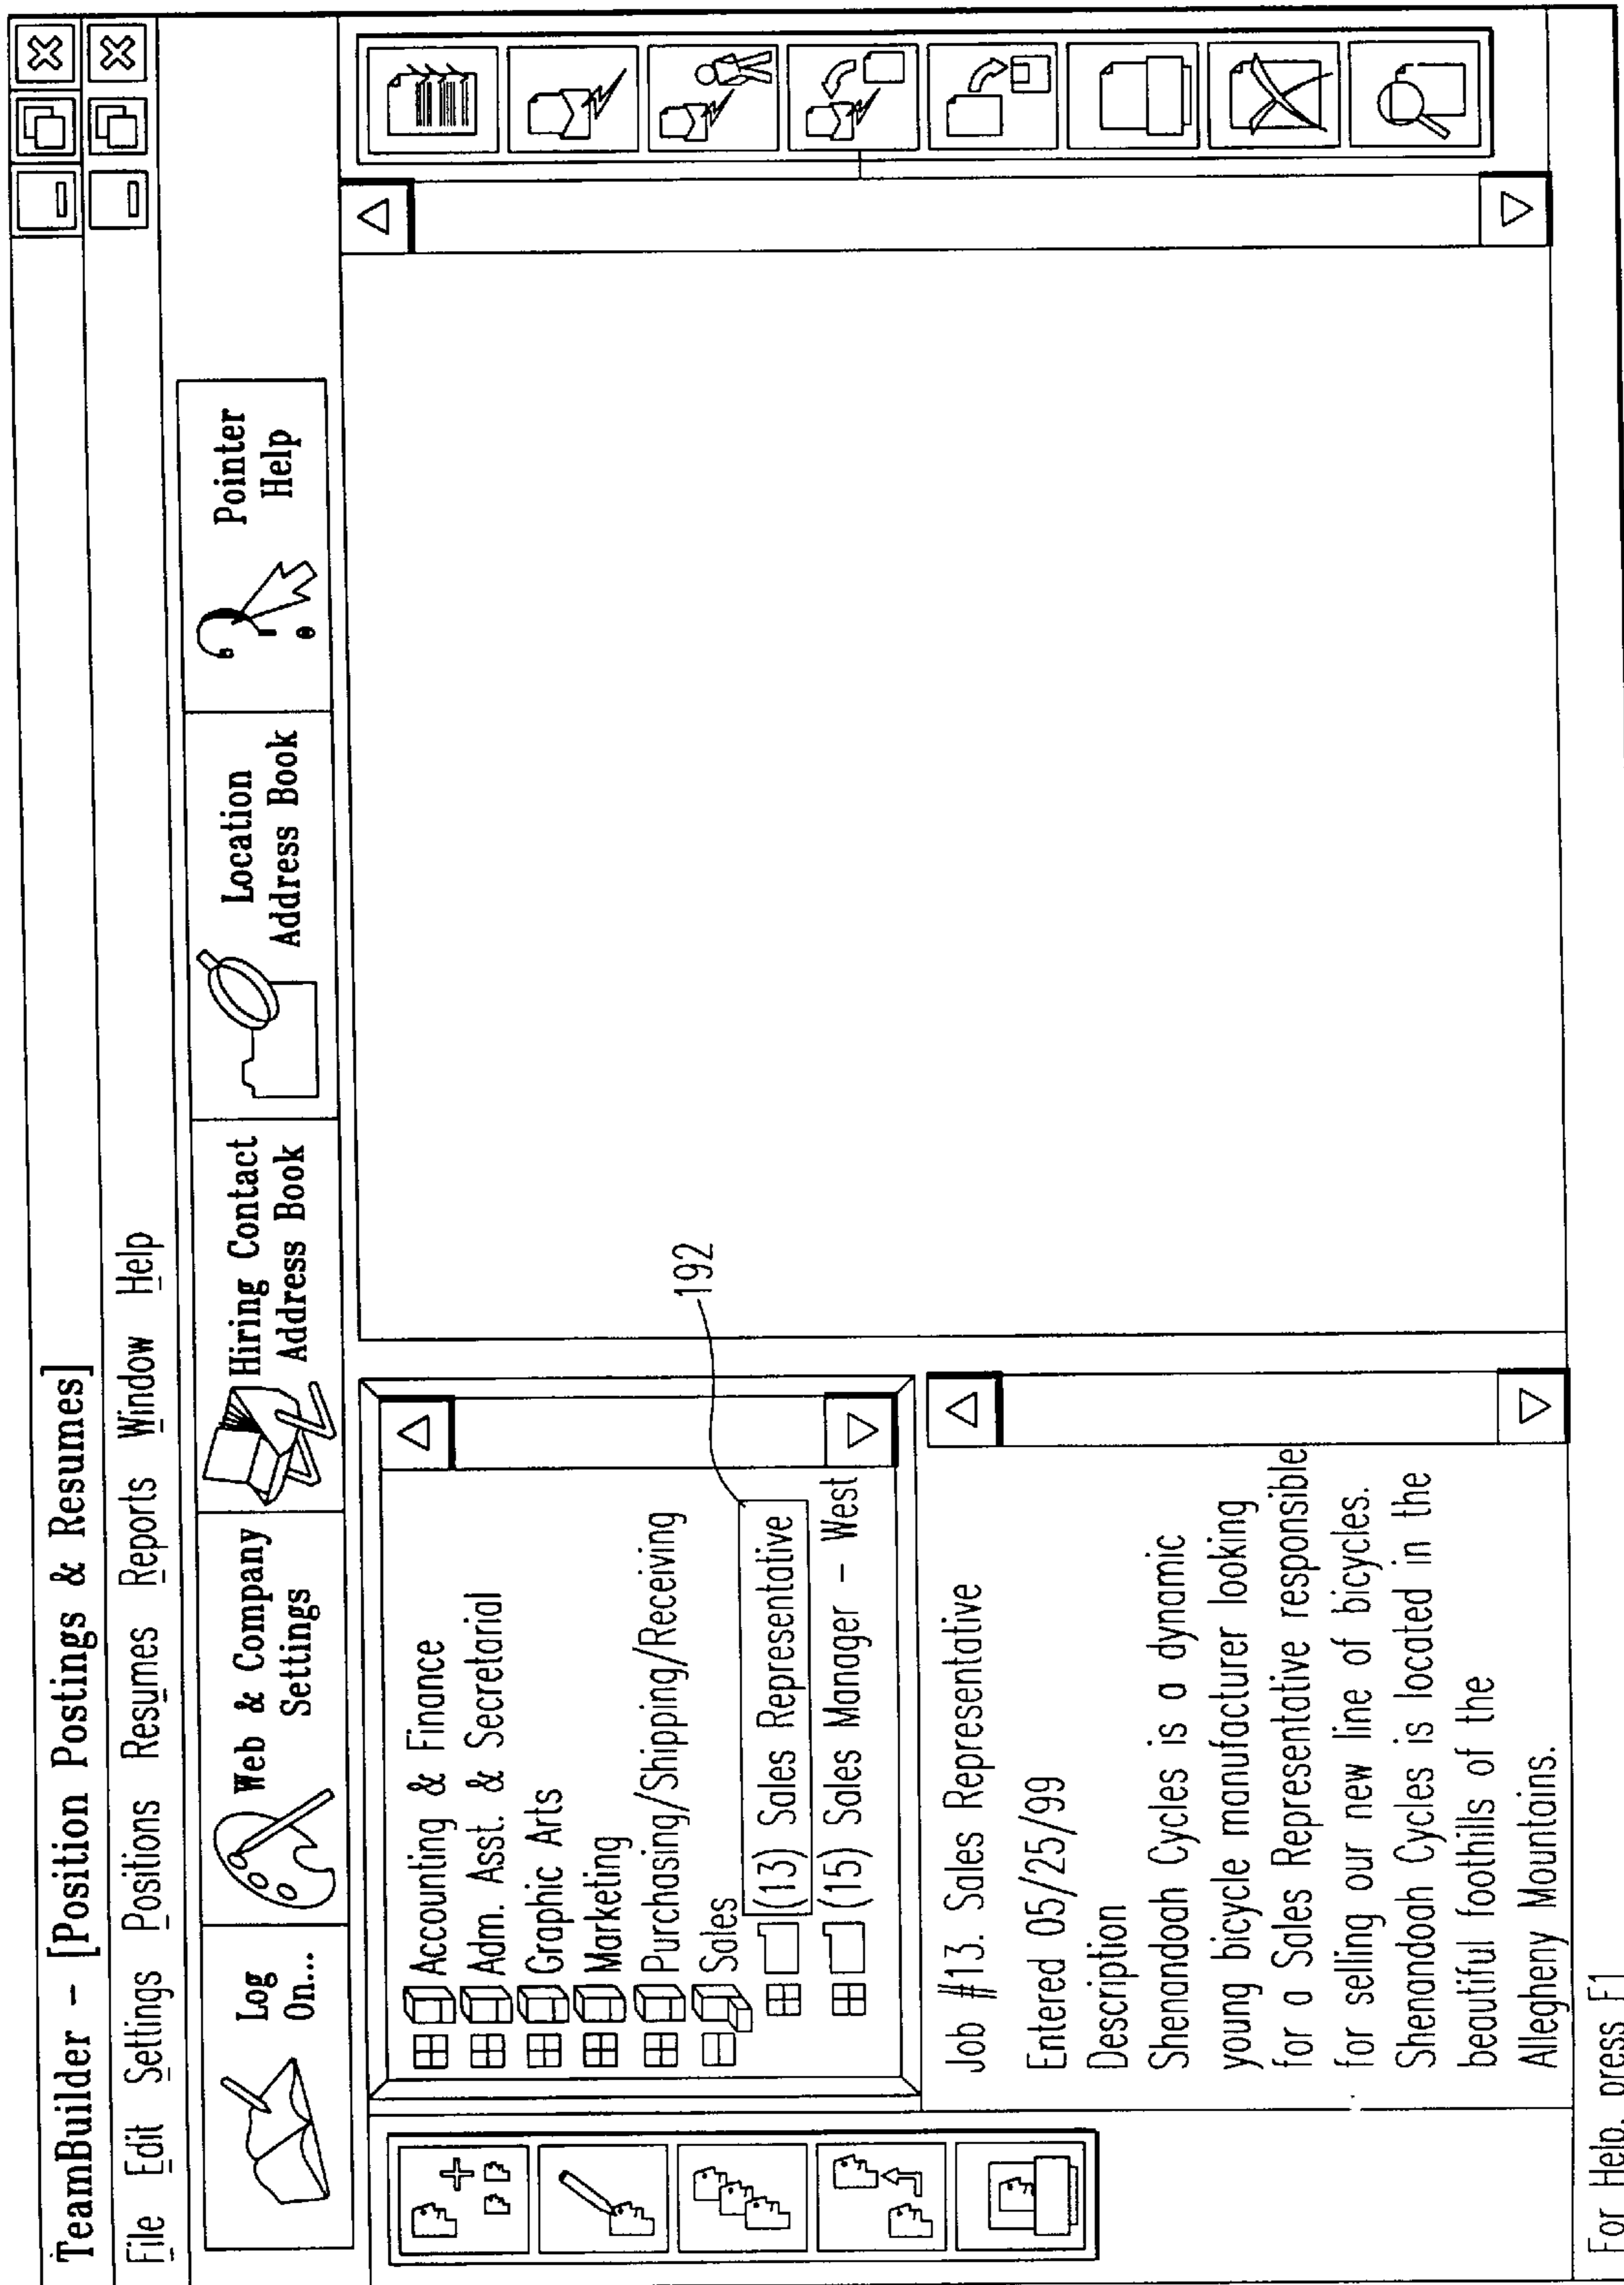 TeamBuilder – [Position Postings & Resumes]
File Edit Settings Positions Resumes Reports Window Help
Log
On...
Web & Company
Settings
Hiring Contact
Address Book
Location
Address Book
Pointer
Help
Accounting & Finance
Adm. Asst. & Secretarial
Graphic Arts
Marketing
Purchasing/Shipping/Receiving
Sales
(13) Sales Representative
(15) Sales Manager – West
192
Job #13. Sales Representative
Entered 05/25/99
Description
Shenandoah Cycles is a dynamic
young bicycle manufacturer looking
for a Sales Representative responsible
for selling our new line of bicycles.
Shenandoah Cycles is located in the
beautiful foothills of the
Allegheny Mountains.
For Help, press F1